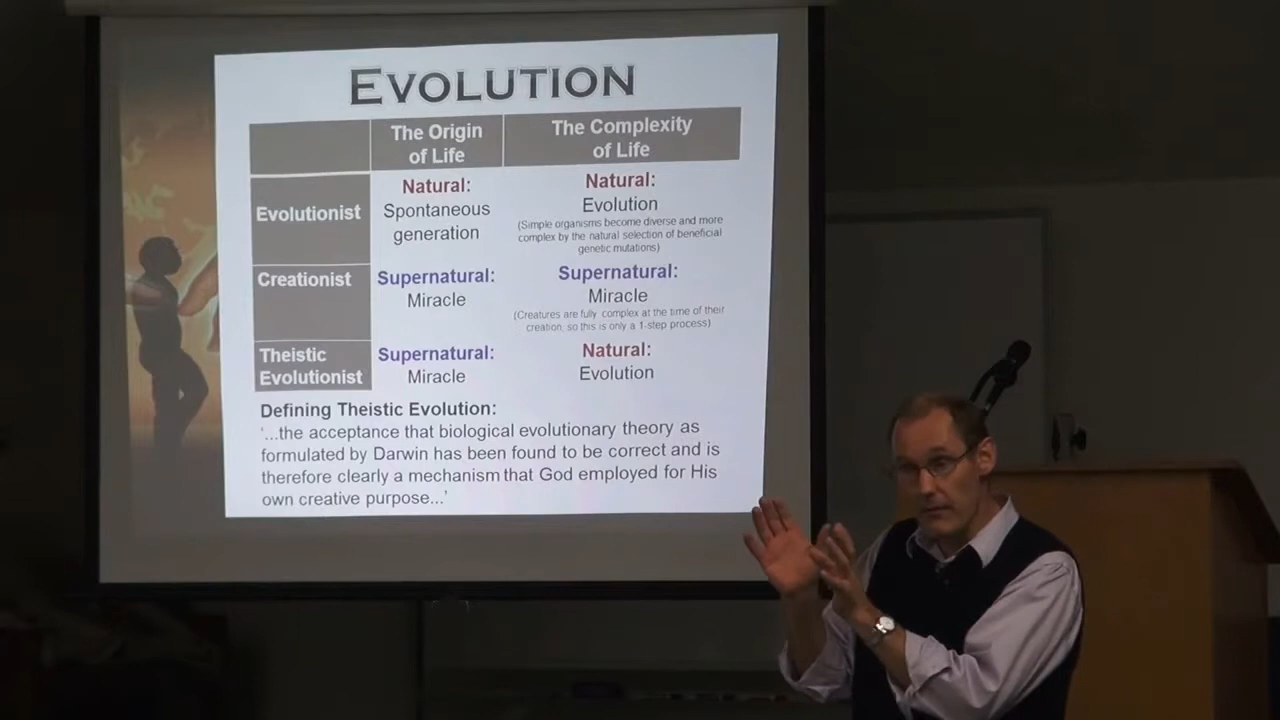 EVOLUTION
The Origin
of Life
The Complexity
of Life
Evolutionist
Natural:
Spontaneous
generation
Natural:
Evolution
(Simple organisms become diverse and more
complex by the natural selection of beneficial
genetic mutations)
Creationist
Supernatural:
Miracle
Supernatural:
Miracle
(Creatures are fully complex at the time of their
creation, so this is only a 1-step process)
Theistic
Evolutionist
Supernatural:
Miracle
Natural:
Evolution
Defining Theistic Evolution:
‘...the acceptance that biological evolutionary theory as
formulated by Darwin has been found to be correct and is
therefore clearly a mechanism that God employed for His
own creative purpose...’